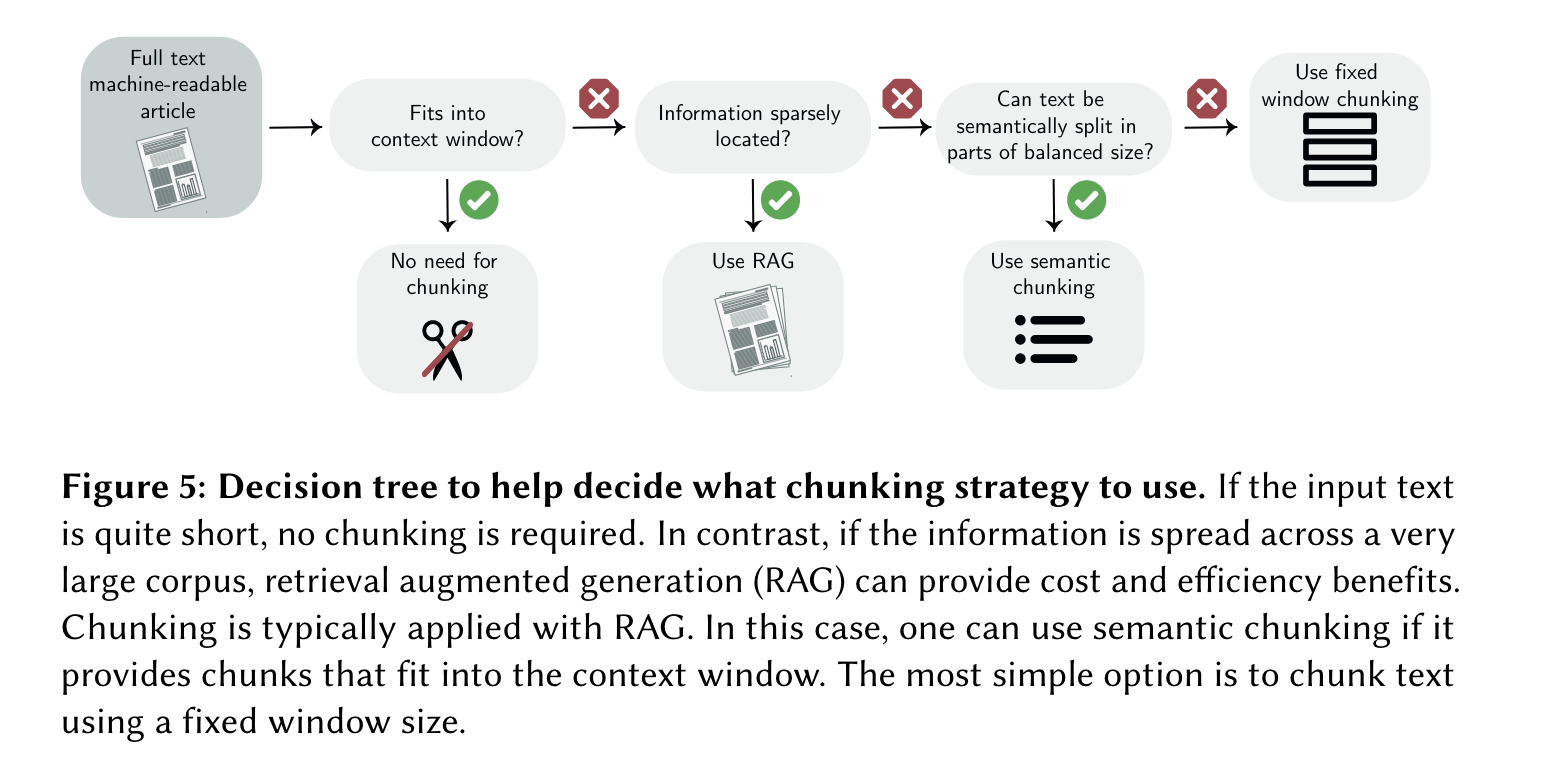 Full text
machine-readable
article
Fits into
context window?
Information sparsely
located?
Can text be
semantically split in
parts of balanced size?
Use fixed
window chunking
No need for
chunking
Use RAG
Use semantic
chunking
Figure 5: Decision tree to help decide what chunking strategy to use. If the input text
is quite short, no chunking is required. In contrast, if the information is spread across a very
large corpus, retrieval augmented generation (RAG) can provide cost and efficiency benefits.
Chunking is typically applied with RAG. In this case, one can use semantic chunking if it
provides chunks that fit into the context window. The most simple option is to chunk text
using a fixed window size.